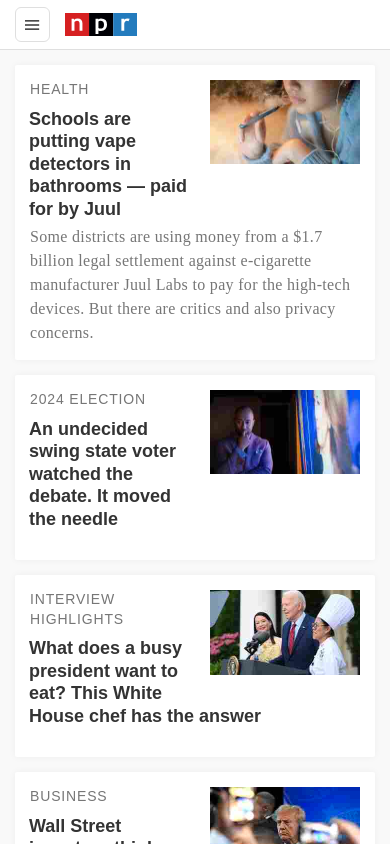 npr
HEALTH
Schools are
putting vape
detectors in
bathrooms — paid
for by Juul
Some districts are using money from a $1.7
billion legal settlement against e-cigarette
manufacturer Juul Labs to pay for the high-tech
devices. But there are critics and also privacy
concerns.
2024 ELECTION
An undecided
swing state voter
watched the
debate. It moved
the needle
INTERVIEW
HIGHLIGHTS
What does a busy
president want to
eat? This White
House chef has the answer
BUSINESS
Wall Street